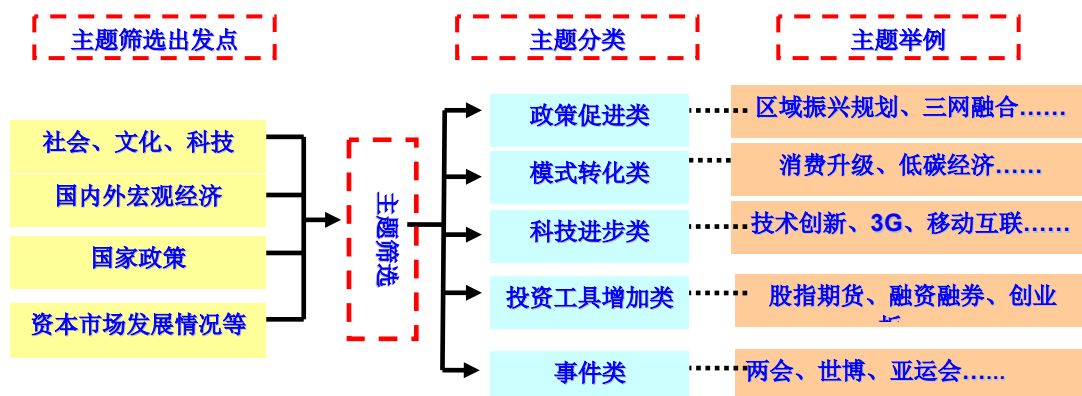 主题筛选出发点
主题分类
主题举例
社会、文化、科技
国内外宏观经济
国家政策
资本市场发展情况等
主题筛选
政策促进类
模式转化类
科技进步类
投资工具增加类
事件类
区域振兴规划、三网融合……
消费升级、低碳经济……
技术创新、3G、移动互联……
股指期货、融资融券、创业
两会、世博、亚运会……